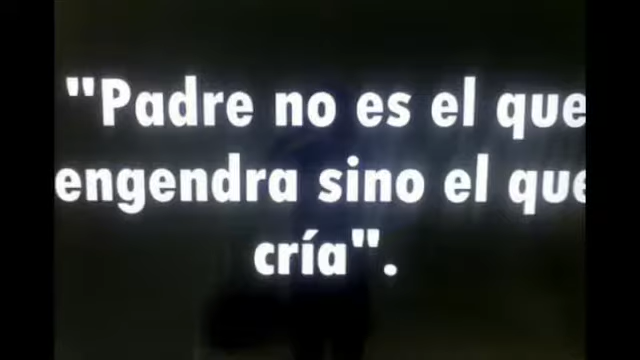 "Padre no es el que
engendra sino el que
cría".